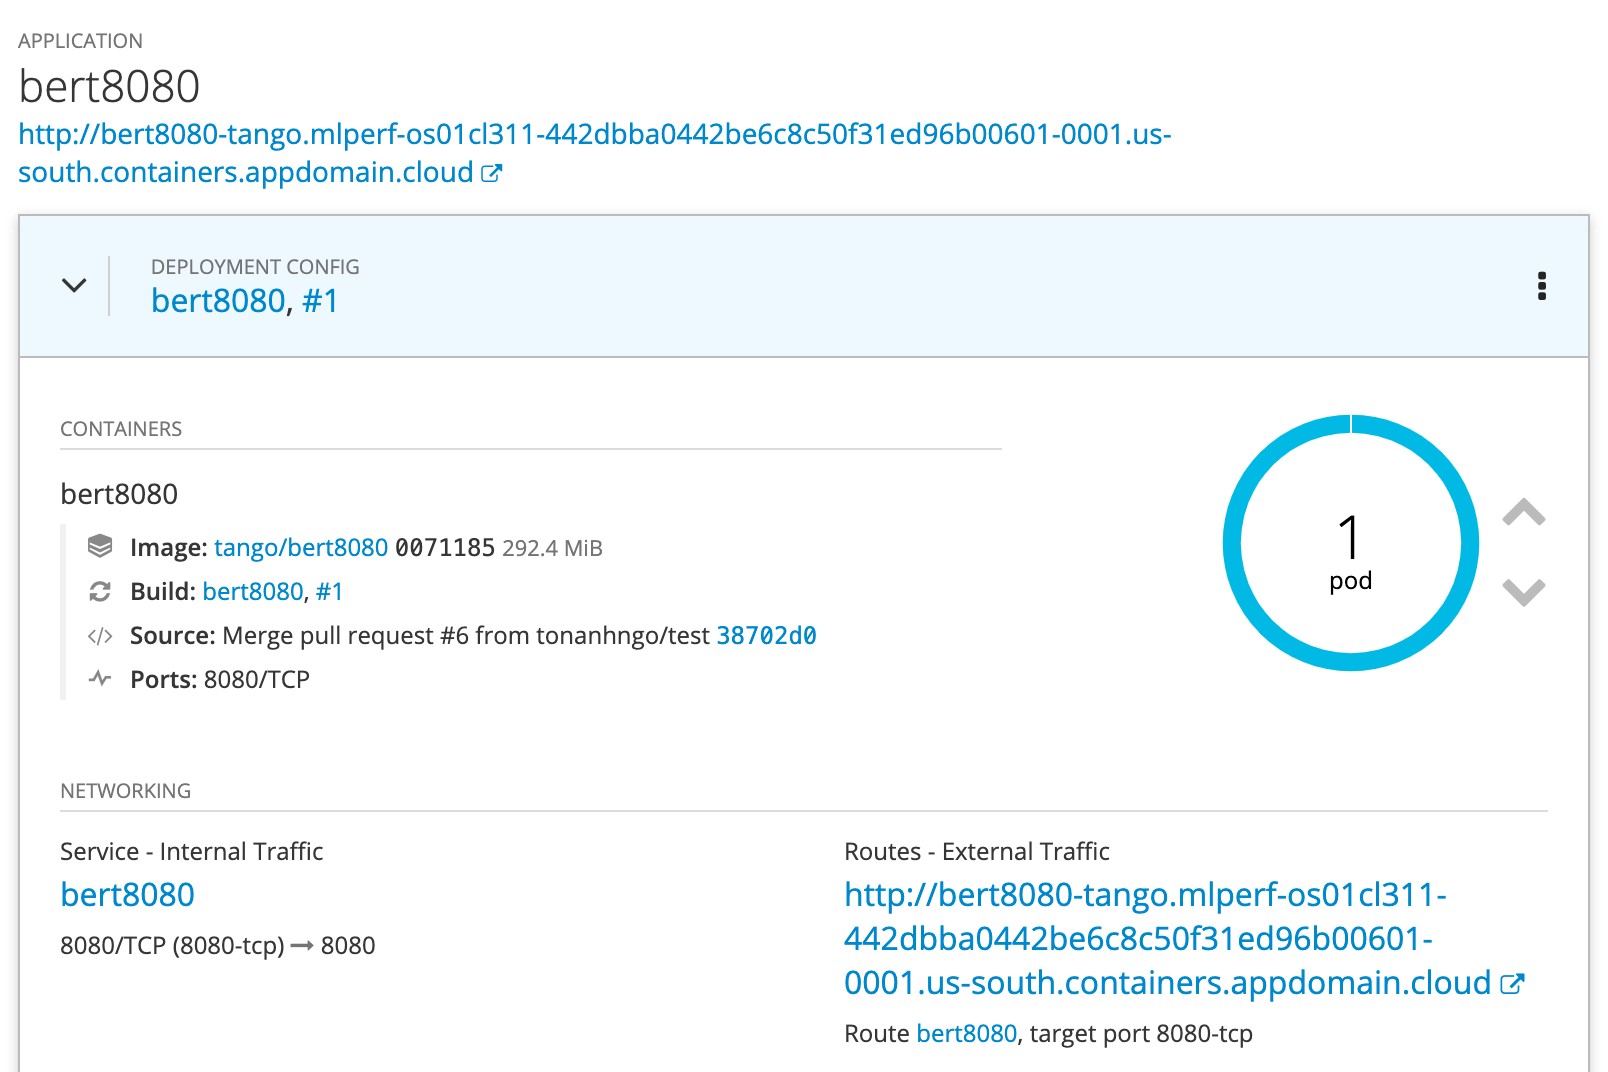 APPLICATION
bert8080
http://bert8080-tango.mlperf-os01cl311-442dbba0442be6c8c50f31ed96b00601-0001.us-
south.containers.appdomain.cloud
DEPLOYMENT CONFIG
bert8080, #1
CONTAINERS
bert8080
Image: tango/bert8080 0071185 292.4 MiB
Build: bert8080, #1
Source: Merge pull request #6 from tonanhngo/test 38702d0
Ports: 8080/TCP
1
pod
NETWORKING
Service - Internal Traffic
bert8080
8080/TCP (8080-tcp) → 8080
Routes - External Traffic
http://bert8080-tango.mlperf-os01cl311-
442dbba0442be6c8c50f31ed96b00601-
0001.us-south.containers.appdomain.cloud
Route bert8080, target port 8080-tcp